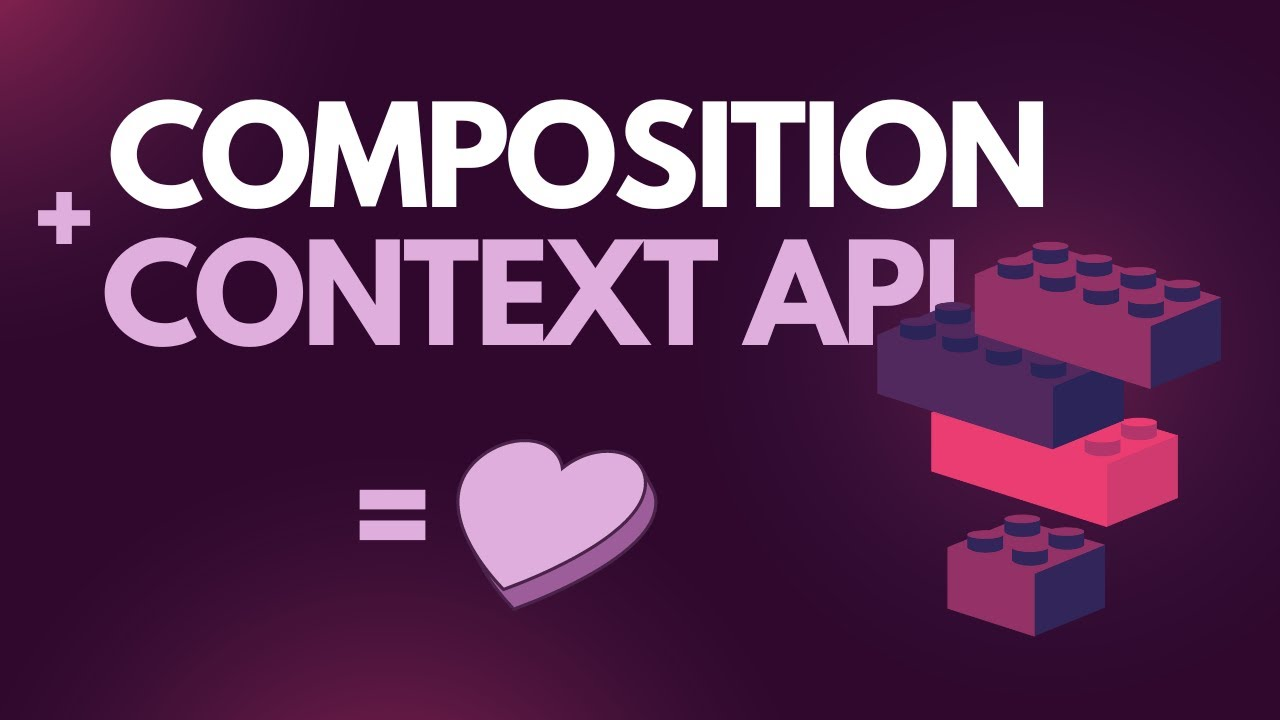 COMPOSITION
+ CONTEXT API
=